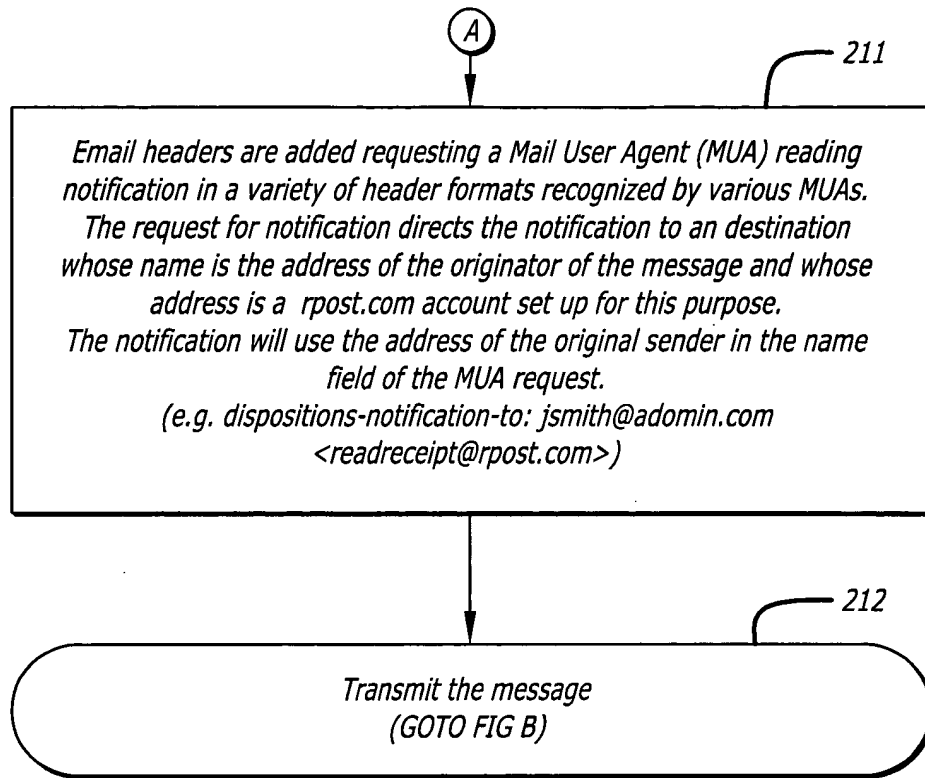 A
211
Email headers are added requesting a Mail User Agent (MUA) reading
notification in a variety of header formats recognized by various MUAs.
The request for notification directs the notification to an destination
whose name is the address of the originator of the message and whose
address is a rpost.com account set up for this purpose.
The notification will use the address of the original sender in the name
field of the MUA request.
(e.g. dispositions-notification-to: jsmith@adomin.com
<readreceipt@rpost.com>)
212
Transmit the message
(GOTO FIG B)